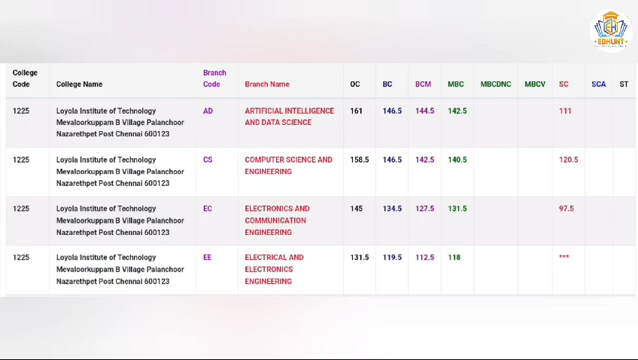 EDHUNT
College Code College Name Branch Code Branch Name OC BC BCM MBC MBCDNC MBCV SC SCA ST
1225 Loyola Institute of Technology AD ARTIFICIAL INTELLIGENCE 161 146.5 144.5 142.5 111
Mevaloorkuppam B Village Palanchoor AND DATA SCIENCE
Nazarethpet Post Chennai 600123
1225 Loyola Institute of Technology CS COMPUTER SCIENCE AND 158.5 146.5 142.5 140.5 120.5
Mevaloorkuppam B Village Palanchoor ENGINEERING
Nazarethpet Post Chennai 600123
1225 Loyola Institute of Technology EC ELECTRONICS AND 145 134.5 127.5 131.5 97.5
Mevaloorkuppam B Village Palanchoor COMMUNICATION
Nazarethpet Post Chennai 600123 ENGINEERING
1225 Loyola Institute of Technology EE ELECTRICAL AND 131.5 119.5 112.5 118 ***
Mevaloorkuppam B Village Palanchoor ELECTRONICS
Nazarethpet Post Chennai 600123 ENGINEERING